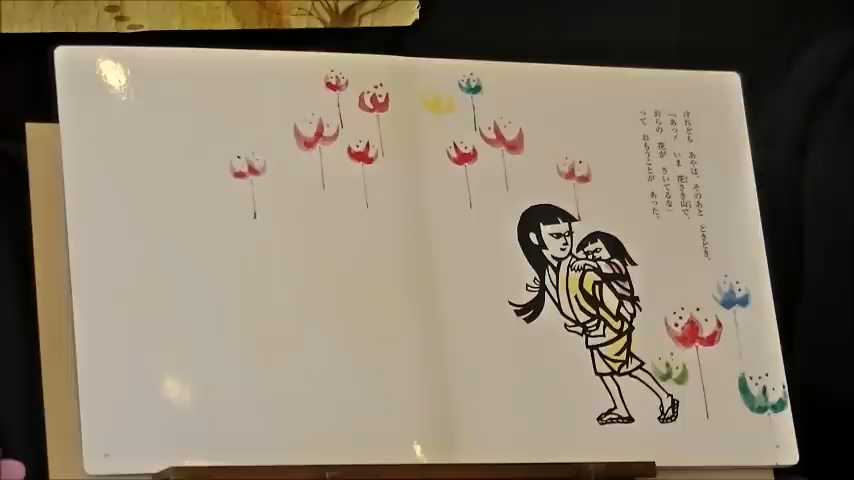 けれども あやは、そのあと ときどき、
「あっ！ いま 花さき山で、
おらの 花が さいてるな」
って おもうことが あった。